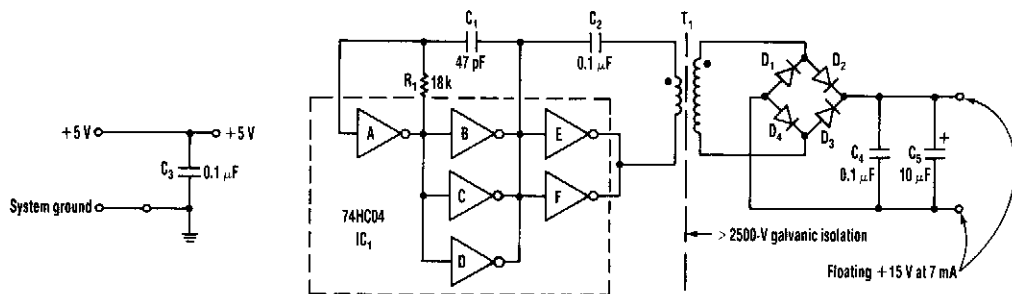 +5 V
+5 V
C3
0.1 µF
System ground
C1
47 pF
R1
18k
C2
0.1 µF
T1
A
B
C
D
E
F
74HC04
IC1
D1
D2
D4
D3
C4
0.1 µF
C5
+
10 µF
> 2500-V galvanic isolation
Floating +15 V at 7 mA